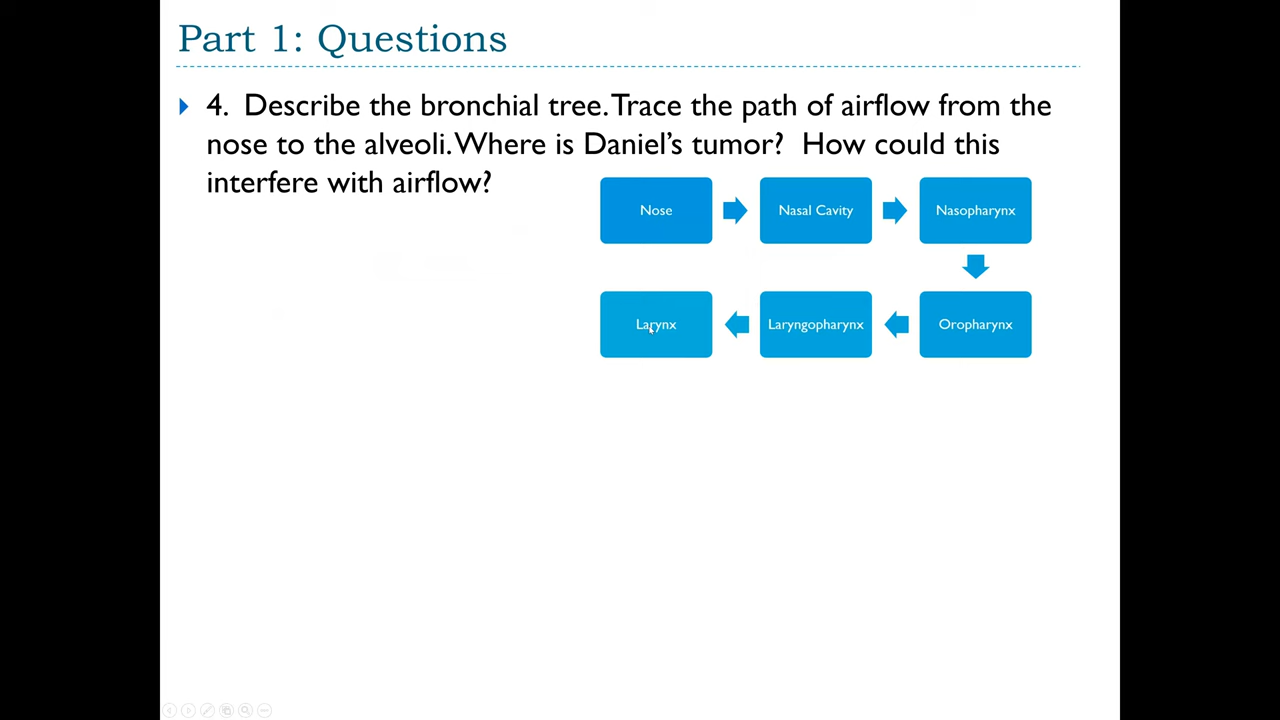 Part 1: Questions
4. Describe the bronchial tree. Trace the path of airflow from the
nose to the alveoli. Where is Daniel's tumor? How could this
interfere with airflow?
Nose
Nasal Cavity
Nasopharynx
Larynx
Laryngopharynx
Oropharynx